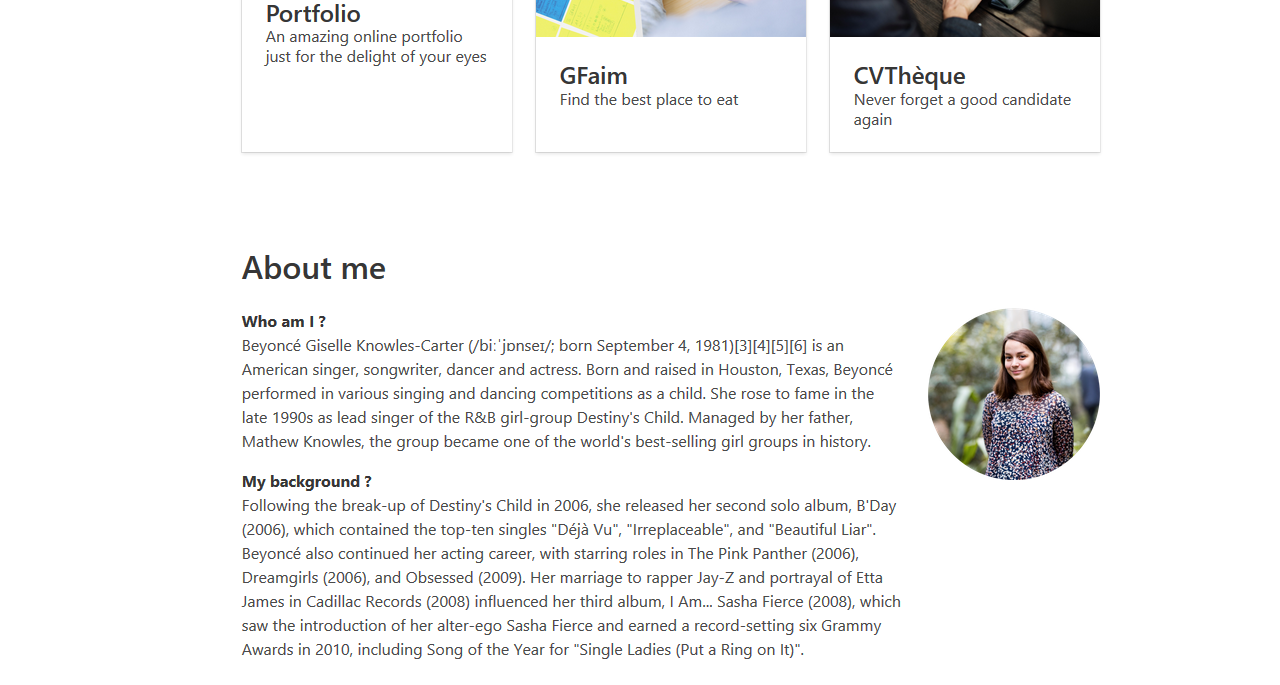 Portfolio
An amazing online portfolio
just for the delight of your eyes
GFaim
Find the best place to eat
CVThèque
Never forget a good candidate
again
About me
Who am I ?
Beyoncé Giselle Knowles-Carter (/biːˈjɒnseɪ/; born September 4, 1981)[3][4][5][6] is an
American singer, songwriter, dancer and actress. Born and raised in Houston, Texas, Beyoncé
performed in various singing and dancing competitions as a child. She rose to fame in the
late 1990s as lead singer of the R&B girl-group Destiny's Child. Managed by her father,
Mathew Knowles, the group became one of the world's best-selling girl groups in history.
My background ?
Following the break-up of Destiny's Child in 2006, she released her second solo album, B'Day
(2006), which contained the top-ten singles "Déjà Vu", "Irreplaceable", and "Beautiful Liar".
Beyoncé also continued her acting career, with starring roles in The Pink Panther (2006),
Dreamgirls (2006), and Obsessed (2009). Her marriage to rapper Jay-Z and portrayal of Etta
James in Cadillac Records (2008) influenced her third album, I Am... Sasha Fierce (2008), which
saw the introduction of her alter-ego Sasha Fierce and earned a record-setting six Grammy
Awards in 2010, including Song of the Year for "Single Ladies (Put a Ring on It)".